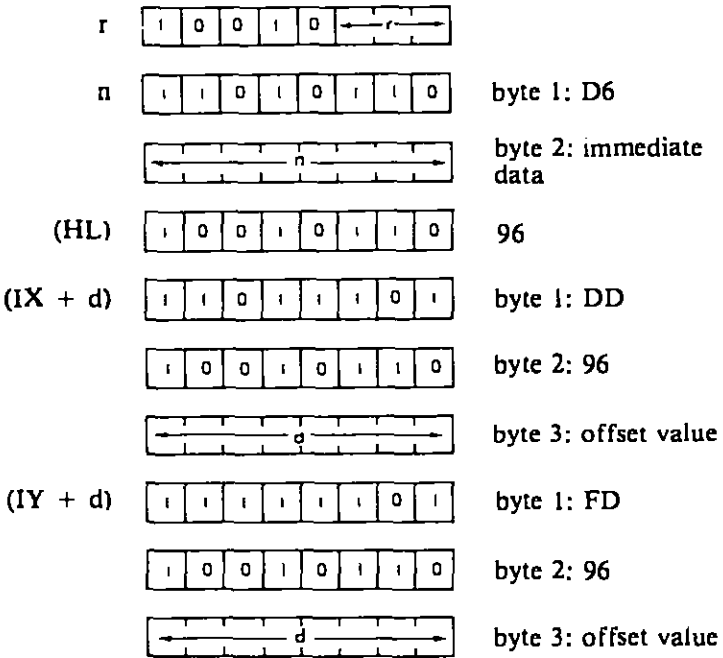 r 1 0 0 1 0 r
n 1 1 0 1 0 1 1 0 byte 1: D6
n byte 2: immediate
data
(HL) 1 0 0 1 0 1 1 0 96
(IX + d) 1 1 0 1 1 1 0 1 byte 1: DD
1 0 0 1 0 1 1 0 byte 2: 96
d byte 3: offset value
(IY + d) 1 1 1 1 1 1 0 1 byte 1: FD
1 0 0 1 0 1 1 0 byte 2: 96
d byte 3: offset value